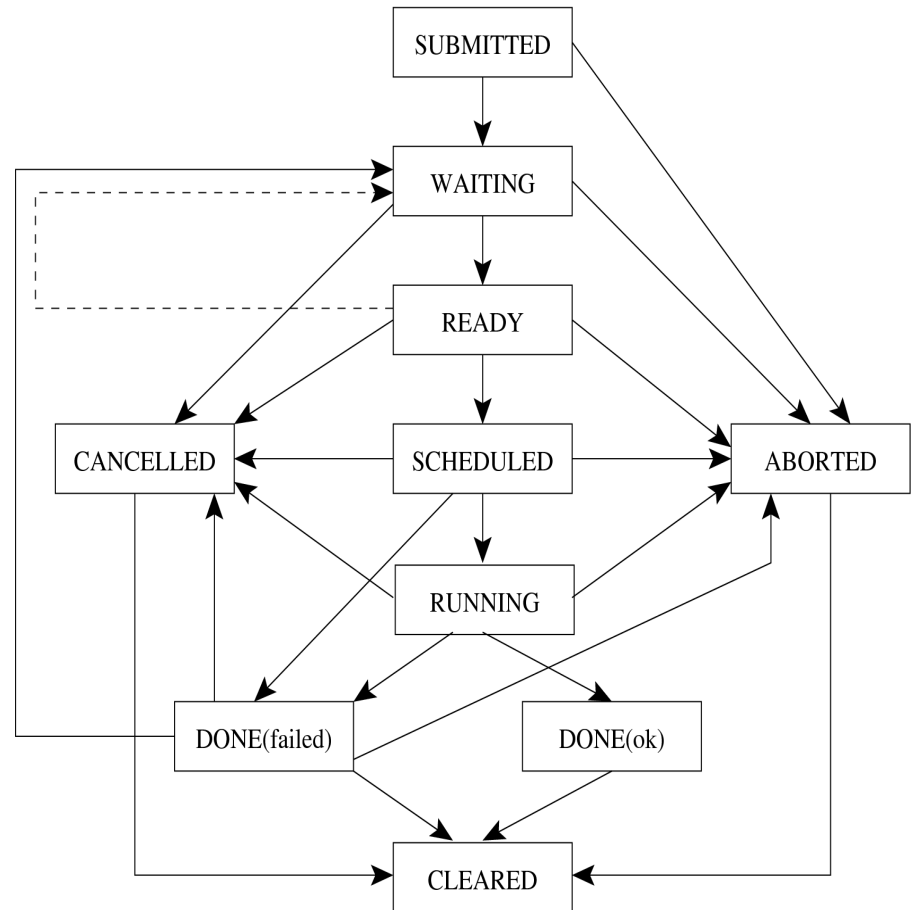 SUBMITTED
WAITING
READY
CANCELLED
SCHEDULED
ABORTED
RUNNING
DONE(failed)
DONE(ok)
CLEARED